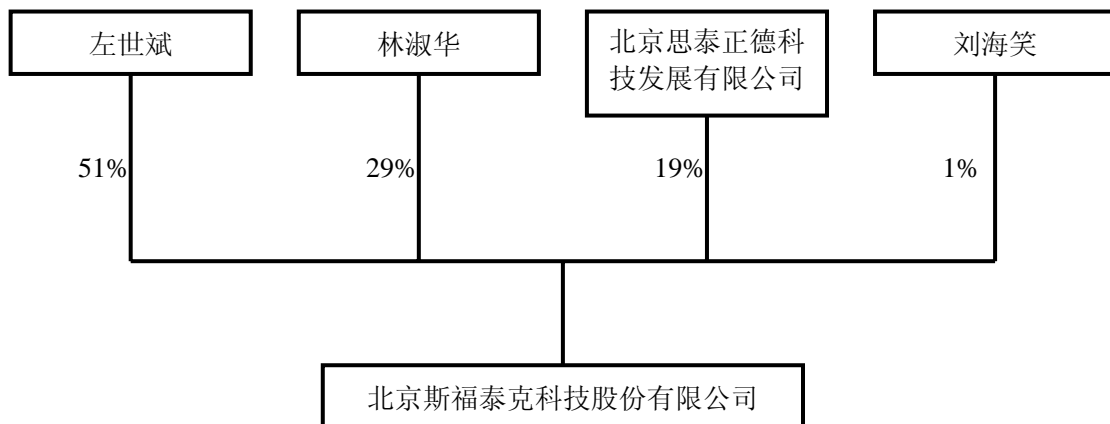 左世斌
林淑华
北京思泰正德科
技发展有限公司
刘海笑
51%
29%
19%
1%
北京斯福泰克科技股份有限公司